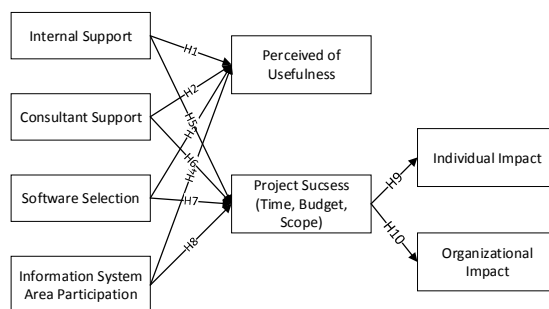 Internal Support
H1
Perceived of
Usefulness
Consultant Support
H2
H5
H3
H6
H4
Software Selection
H7
Project Sucsess
(Time, Budget,
Scope)
H8
Information System
Area Participation
H9
Individual Impact
H10
Organizational
Impact